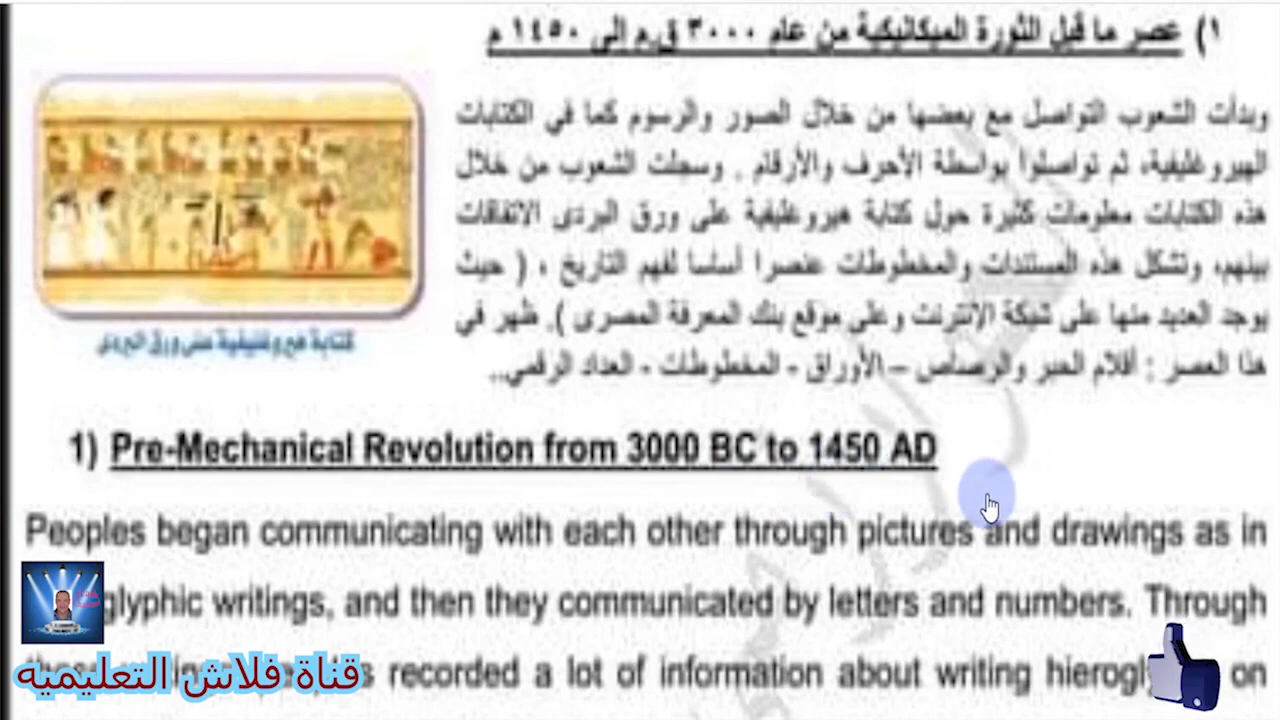 ١) عصر ما قبل الثورة الميكانيكية من عام ٣٠٠٠ ق.م إلى ١٤٥٠ م
وبدأت الشعوب التواصل مع بعضها من خلال الصور والرسوم كما في الكتابات
الهيروغليفية، ثم تواصلوا بواسطة الأحرف والأرقام . وسجلت الشعوب من خلال
هذه الكتابات معلومات كثيرة حول كتابة هيروغليفية على ورق البردى الاتفاقات
بينهم، وتشكل هذه المستندات والمخطوطات عنصرا أساسا لفهم التاريخ ، ( حيث
يوجد العديد منها على شبكة الإنترنت وعلى موقع بنك المعرفة المصرى ). ظهر في
هذا العصر : أقلام الحبر والرصاص – الأوراق - المخطوطات - العداد الرقمي..
كتابة هيروغليفية على ورق البردى
1) Pre-Mechanical Revolution from 3000 BC to 1450 AD
Peoples began communicating with each other through pictures and drawings as in
glyphic writings, and then they communicated by letters and numbers. Through
recorded a lot of information about writing on
قناة فلاش التعليميه